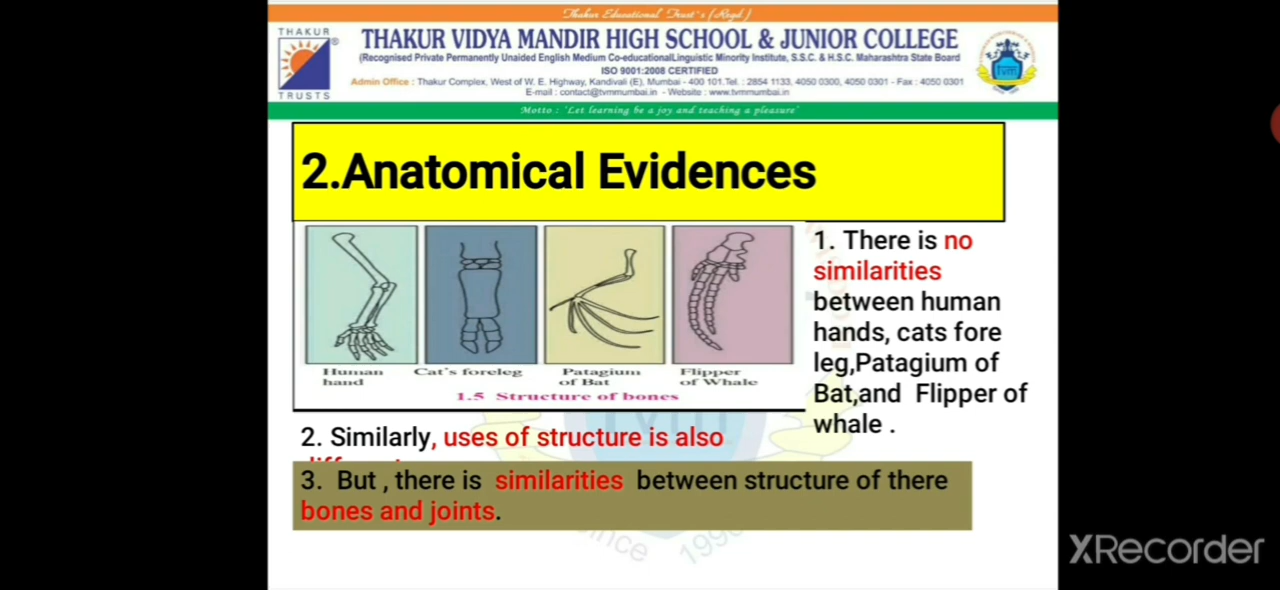 Thakur Educational Trust's (Regd.)
THAKUR
TRUSTS
THAKUR VIDYA MANDIR HIGH SCHOOL & JUNIOR COLLEGE
(Recognised Private Permanently Unaided English Medium Co-educationalLinguistic Minority Institute, S.S.C. & H.S.C. Maharashtra State Board
ISO 9001:2008 CERTIFIED
Admin Office : Thakur Complex, West of W. E. Highway, Kandivali (E), Mumbai - 400 101.Tel. : 2854 1133, 4050 0300, 4050 0301 - Fax : 4050 0301
E-mail : contact@tvmmumbai.in - Website : www.tvmmumbai.in
tvm
Motto : 'Let learning be a joy and teaching a pleasure'
2.Anatomical Evidences
Human
hand
Cat's foreleg
Patagium
of Bat
Flipper
of Whale
1.5 Structure of bones
1. There is no
similarities
between human
hands, cats fore
leg,Patagium of
Bat,and Flipper of
whale .
2. Similarly, uses of structure is also
3. But , there is similarities between structure of there
bones and joints.
XRecorder